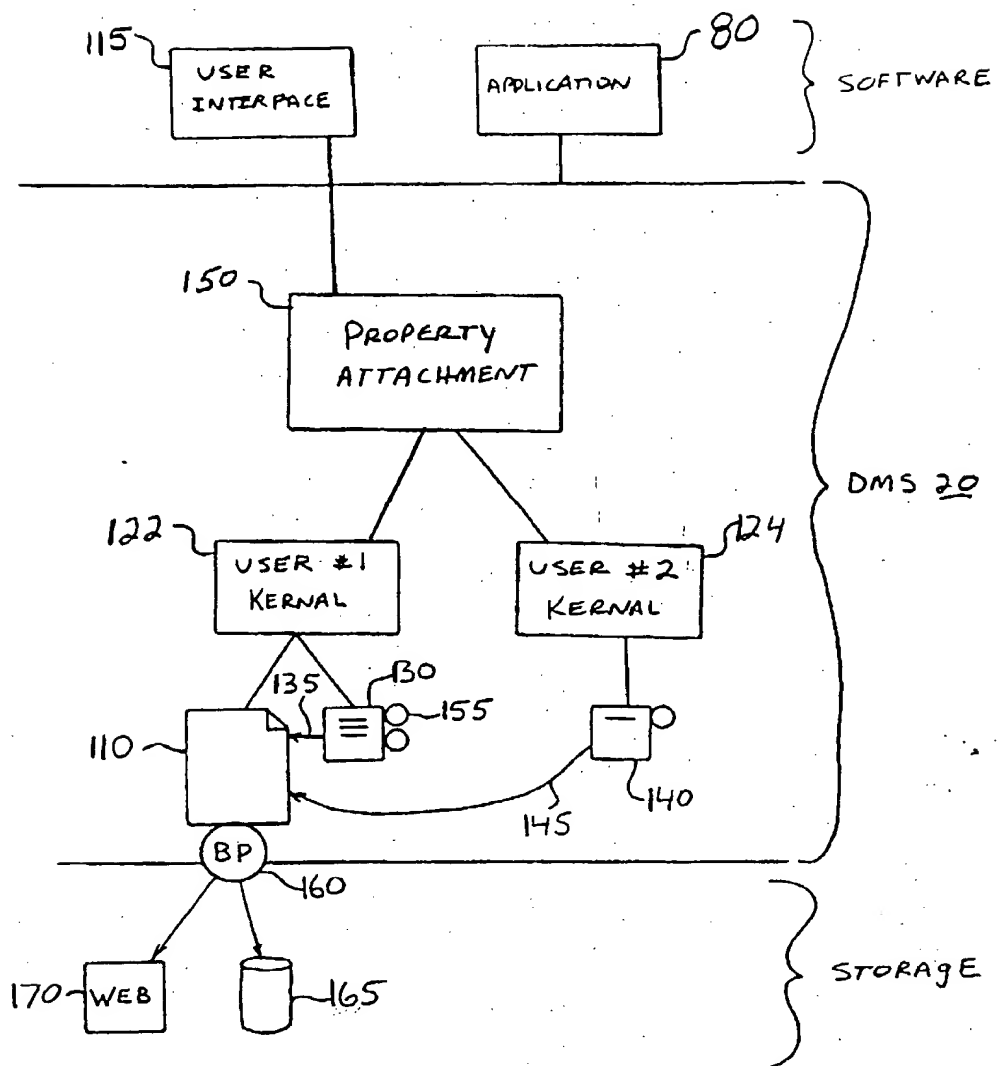 115
USER
INTERFACE
80
APPLICATION
SOFTWARE
150
PROPERTY
ATTACHMENT
DMS 20
122
USER #1
KERNAL
124
USER #2
KERNAL
135
130
155
110
145
140
BP
160
170
WEB
165
STORAGE